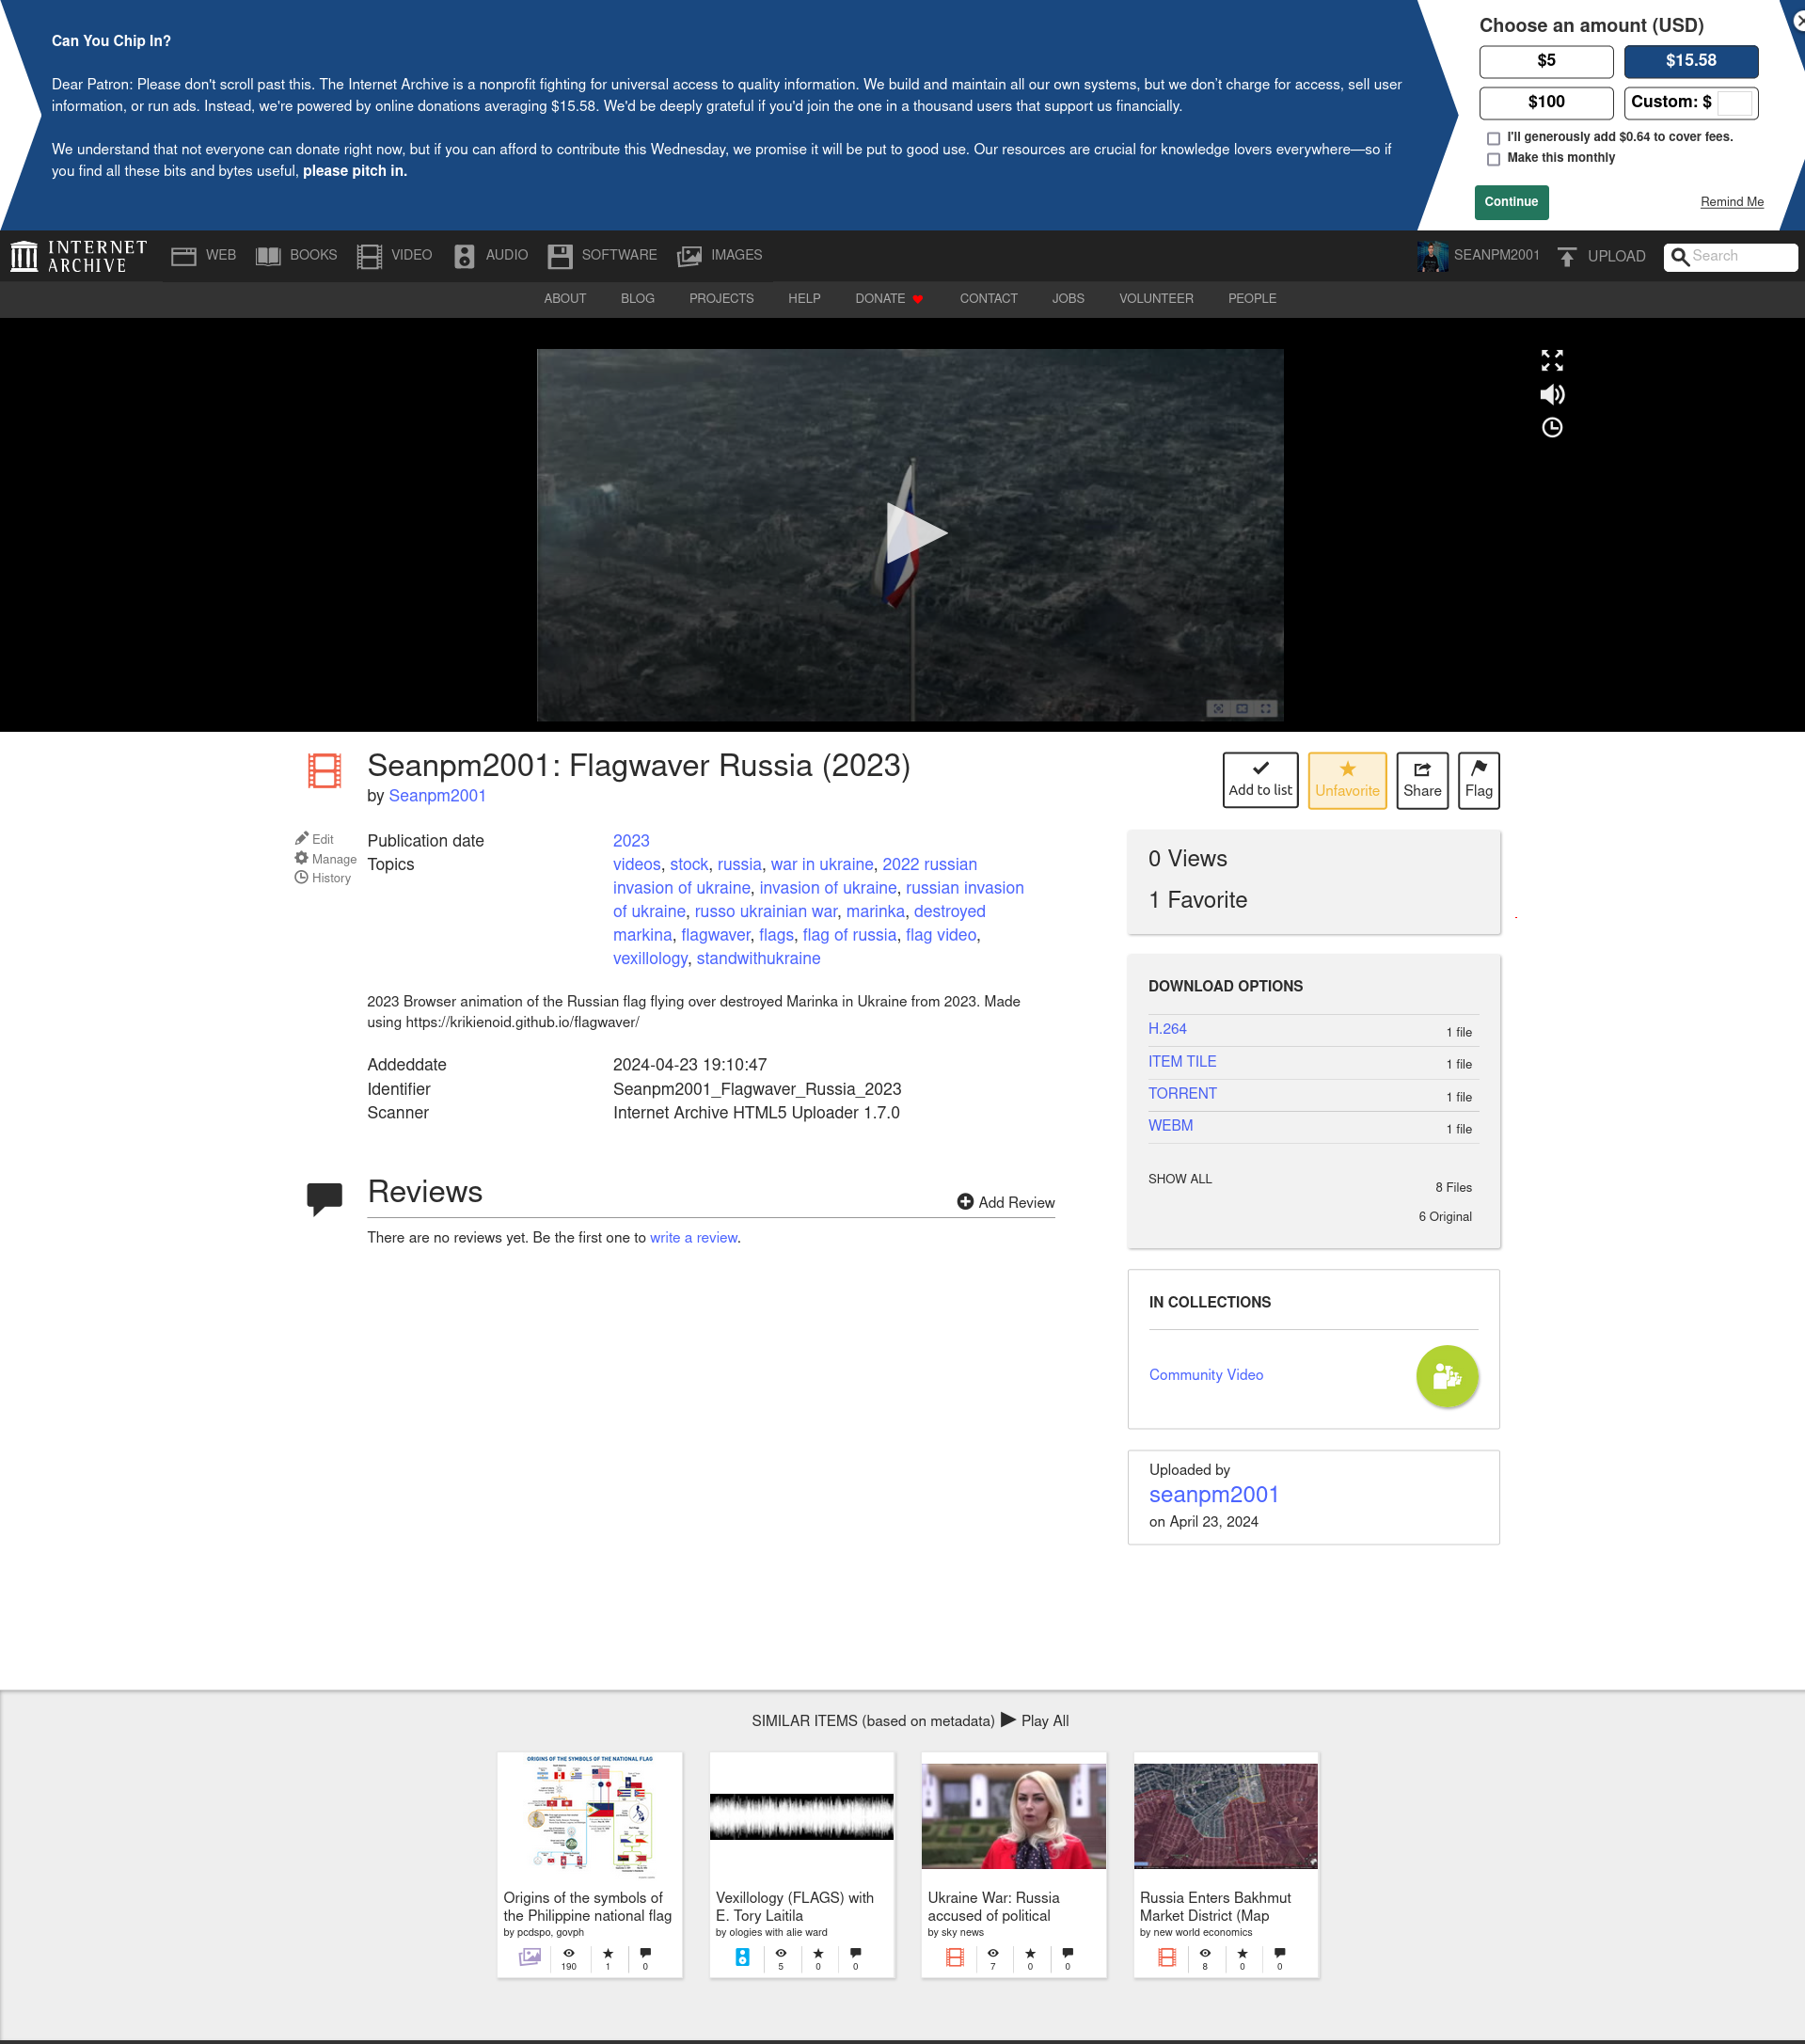 Can You Chip In?
Dear Patron: Please don't scroll past this. The Internet Archive is a nonprofit fighting for universal access to quality information. We build and maintain all our own systems, but we don't charge for access, sell user
information, or run ads. Instead, we're powered by online donations averaging $15.58. We'd be deeply grateful if you'd join the one in a thousand users that support us financially.
We understand that not everyone can donate right now, but if you can afford to contribute this Wednesday, we promise it will be put to good use. Our resources are crucial for knowledge lovers everywhere—so if
you find all these bits and bytes useful, please pitch in.
Choose an amount (USD)
$5
$15.58
$100
Custom: $
I'll generously add $0.64 to cover fees.
Make this monthly
Continue
Remind Me
INTERNET
ARCHIVE
WEB
BOOKS
VIDEO
AUDIO
SOFTWARE
IMAGES
SEANPM2001
UPLOAD
Search
ABOUT
BLOG
PROJECTS
HELP
DONATE
CONTACT
JOBS
VOLUNTEER
PEOPLE
Seanpm2001: Flagwaver Russia (2023)
by Seanpm2001
Add to list
Unfavorite
Share
Flag
Edit
Manage
History
Publication date 2023
Topics videos, stock, russia, war in ukraine, 2022 russian
invasion of ukraine, invasion of ukraine, russian invasion
of ukraine, russo ukrainian war, marinka, destroyed
markina, flagwaver, flags, flag of russia, flag video,
vexillology, standwithukraine
2023 Browser animation of the Russian flag flying over destroyed Marinka in Ukraine from 2023. Made
using https://krikienoid.github.io/flagwaver/
Addeddate 2024-04-23 19:10:47
Identifier Seanpm2001_Flagwaver_Russia_2023
Scanner Internet Archive HTML5 Uploader 1.7.0
Reviews
Add Review
There are no reviews yet. Be the first one to write a review.
0 Views
1 Favorite
DOWNLOAD OPTIONS
H.264 1 file
ITEM TILE 1 file
TORRENT 1 file
WEBM 1 file
SHOW ALL
8 Files
6 Original
IN COLLECTIONS
Community Video
Uploaded by
seanpm2001
on April 23, 2024
SIMILAR ITEMS (based on metadata) Play All
ORIGINS OF THE SYMBOLS OF THE NATIONAL FLAG
Origins of the symbols of
the Philippine national flag
by pcdspo, govph
190 1 0
Vexillology (FLAGS) with
E. Tory Laitila
by ologies with alie ward
5 0 0
Ukraine War: Russia
accused of political
by sky news
7 0 0
Russia Enters Bakhmut
Market District (Map
by new world economics
8 0 0